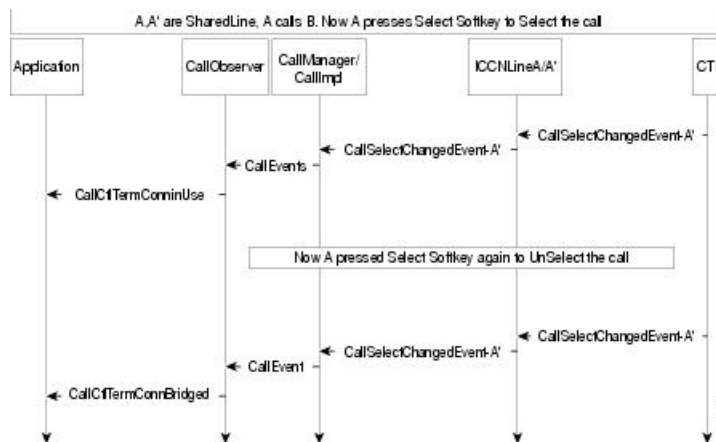 A,A' are SharedLine, A calls B. Now A presses Select Softkey to Select the call
Application
CallObserver
CallManager/
CallImpl
ICCNLineA/A'
CTI
CallSelectChangedEvent-A'
CallSelectChangedEvent-A'
CallEvents
CallCtlTermConninUse
Now A pressed Select Softkey again to UnSelect the call
CallSelectChangedEvent-A'
CallSelectChangedEvent-A'
CallEvent
CallCtlTermConnBridged